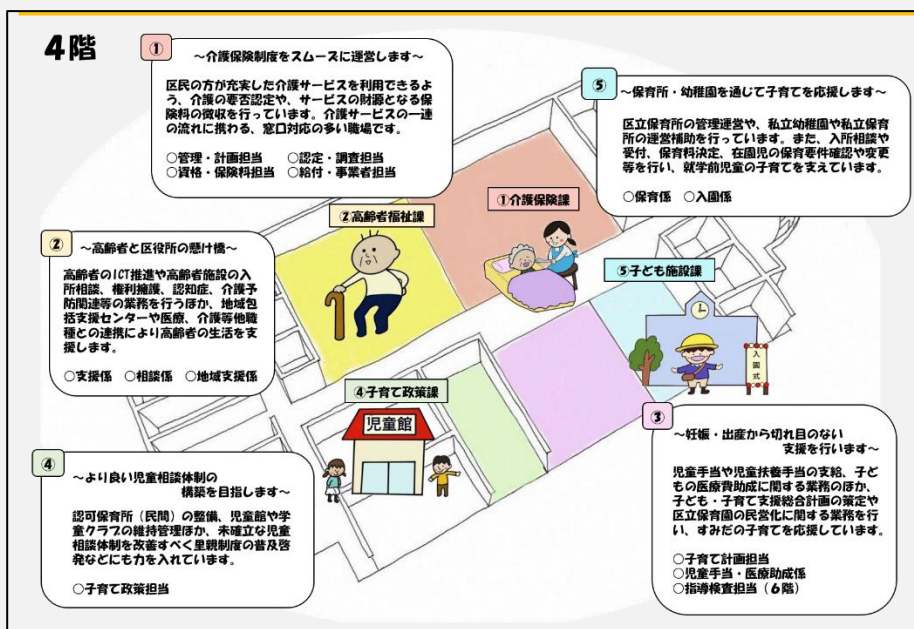 4階
①
～介護保険制度をスムーズに運営します～
区民の方が充実した介護サービスを利用できるよ
う、介護の要否認定や、サービスの財源となる保
険料の徴収を行っています。介護サービスの一連
の流れに携わる、窓口対応の多い職場です。
○管理・計画担当　○認定・調査担当
○資格・保険料担当　○給付・事業者担当
⑤
～保育所・幼稚園を通じて子育てを応援します～
区立保育所の管理運営や、私立幼稚園や私立保育
所の運営補助を行っています。また、入所相談や
受付、保育料決定、在園児の保育要件確認や変更
等を行い、就学前児童の子育てを支えています。
○保育係　○入園係
①介護保険課
②高齢者福祉課
②
～高齢者と区役所の懸け橋～
高齢者のICT推進や高齢者施設の入
所相談、権利擁護、認知症、介護予
防関連等の業務を行うほか、地域包
括支援センターや医療、介護等他職
種との連携により高齢者の生活を支
援します。
○支援係　○相談係　○地域支援係
⑤子ども施設課
入園式
④子育て政策課
児童館
③
～妊娠・出産から切れ目のない
支援を行います～
児童手当や児童扶養手当の支給、子ど
もの医療費助成に関する業務のほか、
子ども・子育て支援総合計画の策定や
区立保育園の民営化に関する業務を行
い、すみだの子育てを応援しています。
○子育て計画担当
○児童手当・医療助成係
○指導検査担当（6階）
④
～より良い児童相談体制の
構築を目指します～
認可保育所（民間）の整備、児童館や学
童クラブの維持管理ほか、未確立な児童
相談体制を改善すべく里親制度の普及啓
発などにも力を入れています。
○子育て政策担当